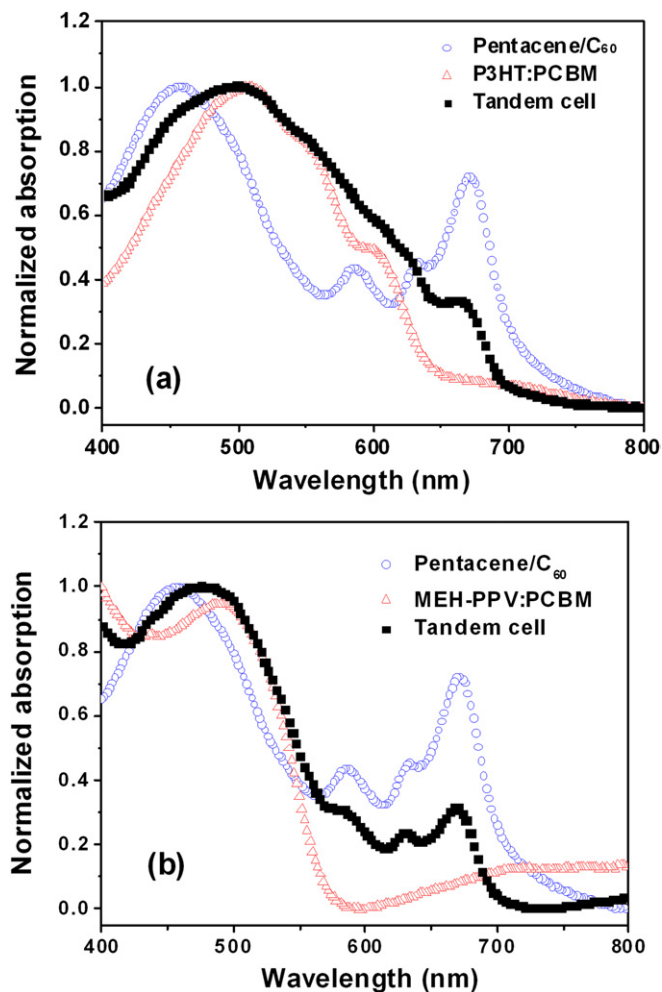 1.2
1.0
0.8
0.6
0.4
0.2
0.0
Normalized absorption
Pentacene/C₆₀
P3HT:PCBM
Tandem cell
(a)
400 500 600 700 800
Wavelength (nm)
1.2
1.0
0.8
0.6
0.4
0.2
0.0
Normalized absorption
Pentacene/C₆₀
MEH-PPV:PCBM
Tandem cell
(b)
400 500 600 700 800
Wavelength (nm)